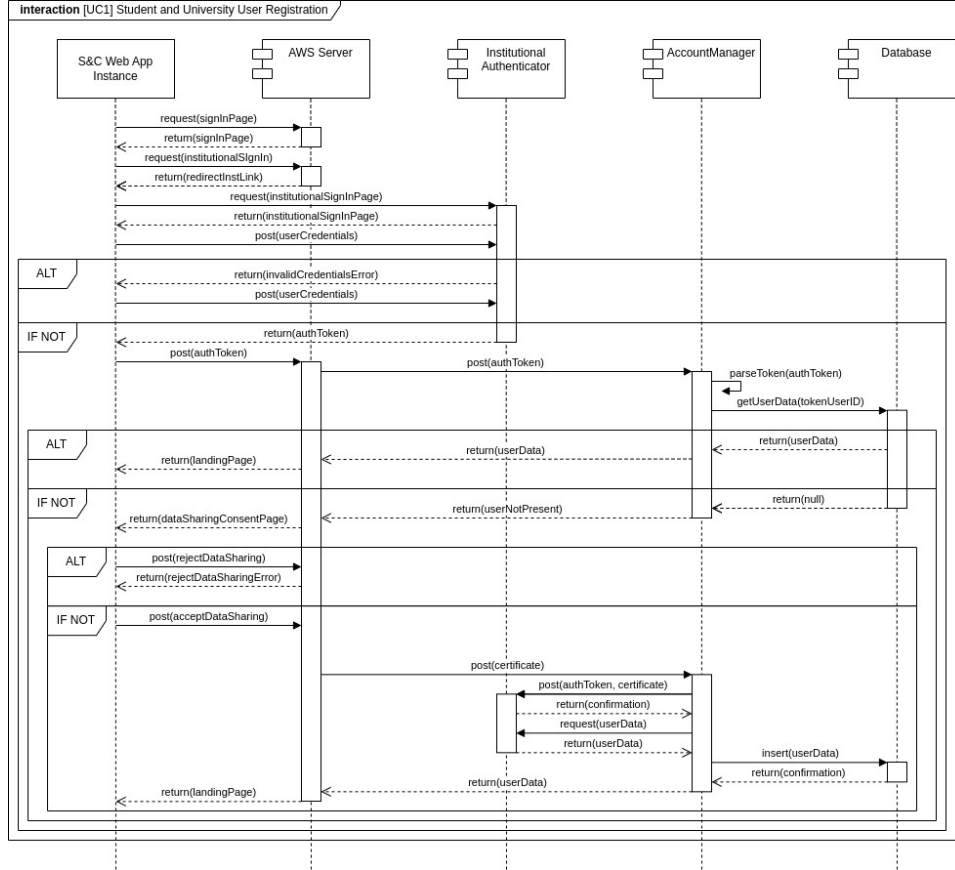 interaction [UC1] Student and University User Registration
S&C Web App
Instance
AWS Server
Institutional
Authenticator
AccountManager
Database
request(signInPage)
return(signInPage)
request(institutionalSIgnIn)
return(redirectInstLink)
request(institutionalSignInPage)
return(institutionalSignInPage)
post(userCredentials)
ALT
return(invalidCredentialsError)
post(userCredentials)
IF NOT
return(authToken)
post(authToken)
post(authToken)
parseToken(authToken)
getUserData(tokenUserID)
ALT
return(userData)
return(userData)
return(landingPage)
IF NOT
return(null)
return(userNotPresent)
return(dataSharingConsentPage)
ALT
post(rejectDataSharing)
return(rejectDataSharingError)
IF NOT
post(acceptDataSharing)
post(certificate)
post(authToken, certificate)
return(confirmation)
request(userData)
return(userData)
insert(userData)
return(confirmation)
return(userData)
return(landingPage)